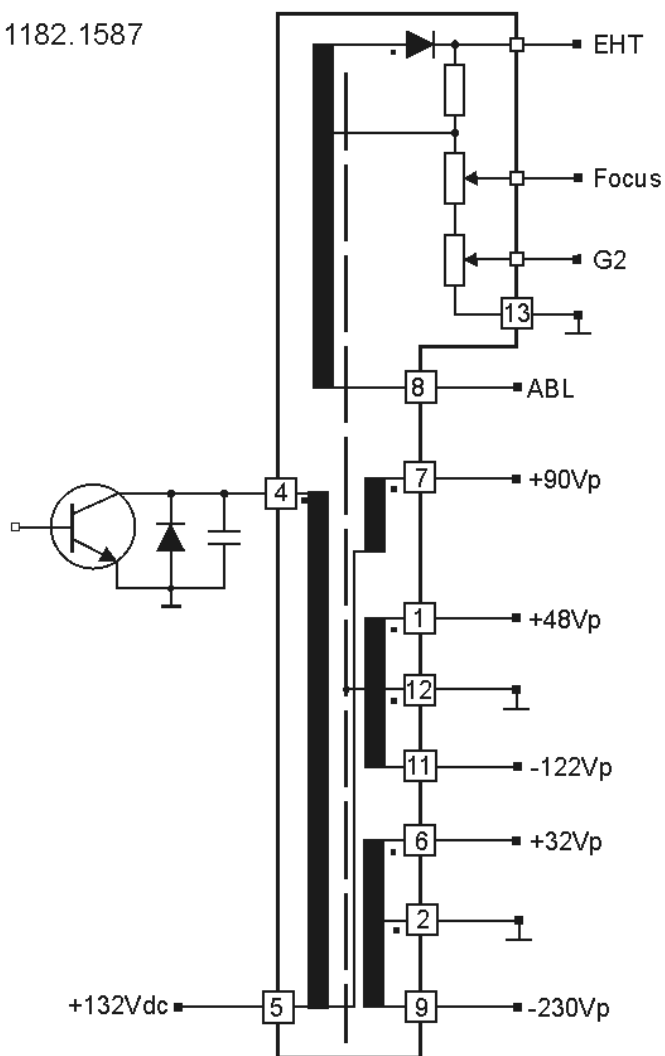 1182.1587
EHT
Focus
G2
13
8 ABL
4
7 +90Vp
1 +48Vp
12
11 -122Vp
6 +32Vp
2
+132Vdc 5
9 -230Vp